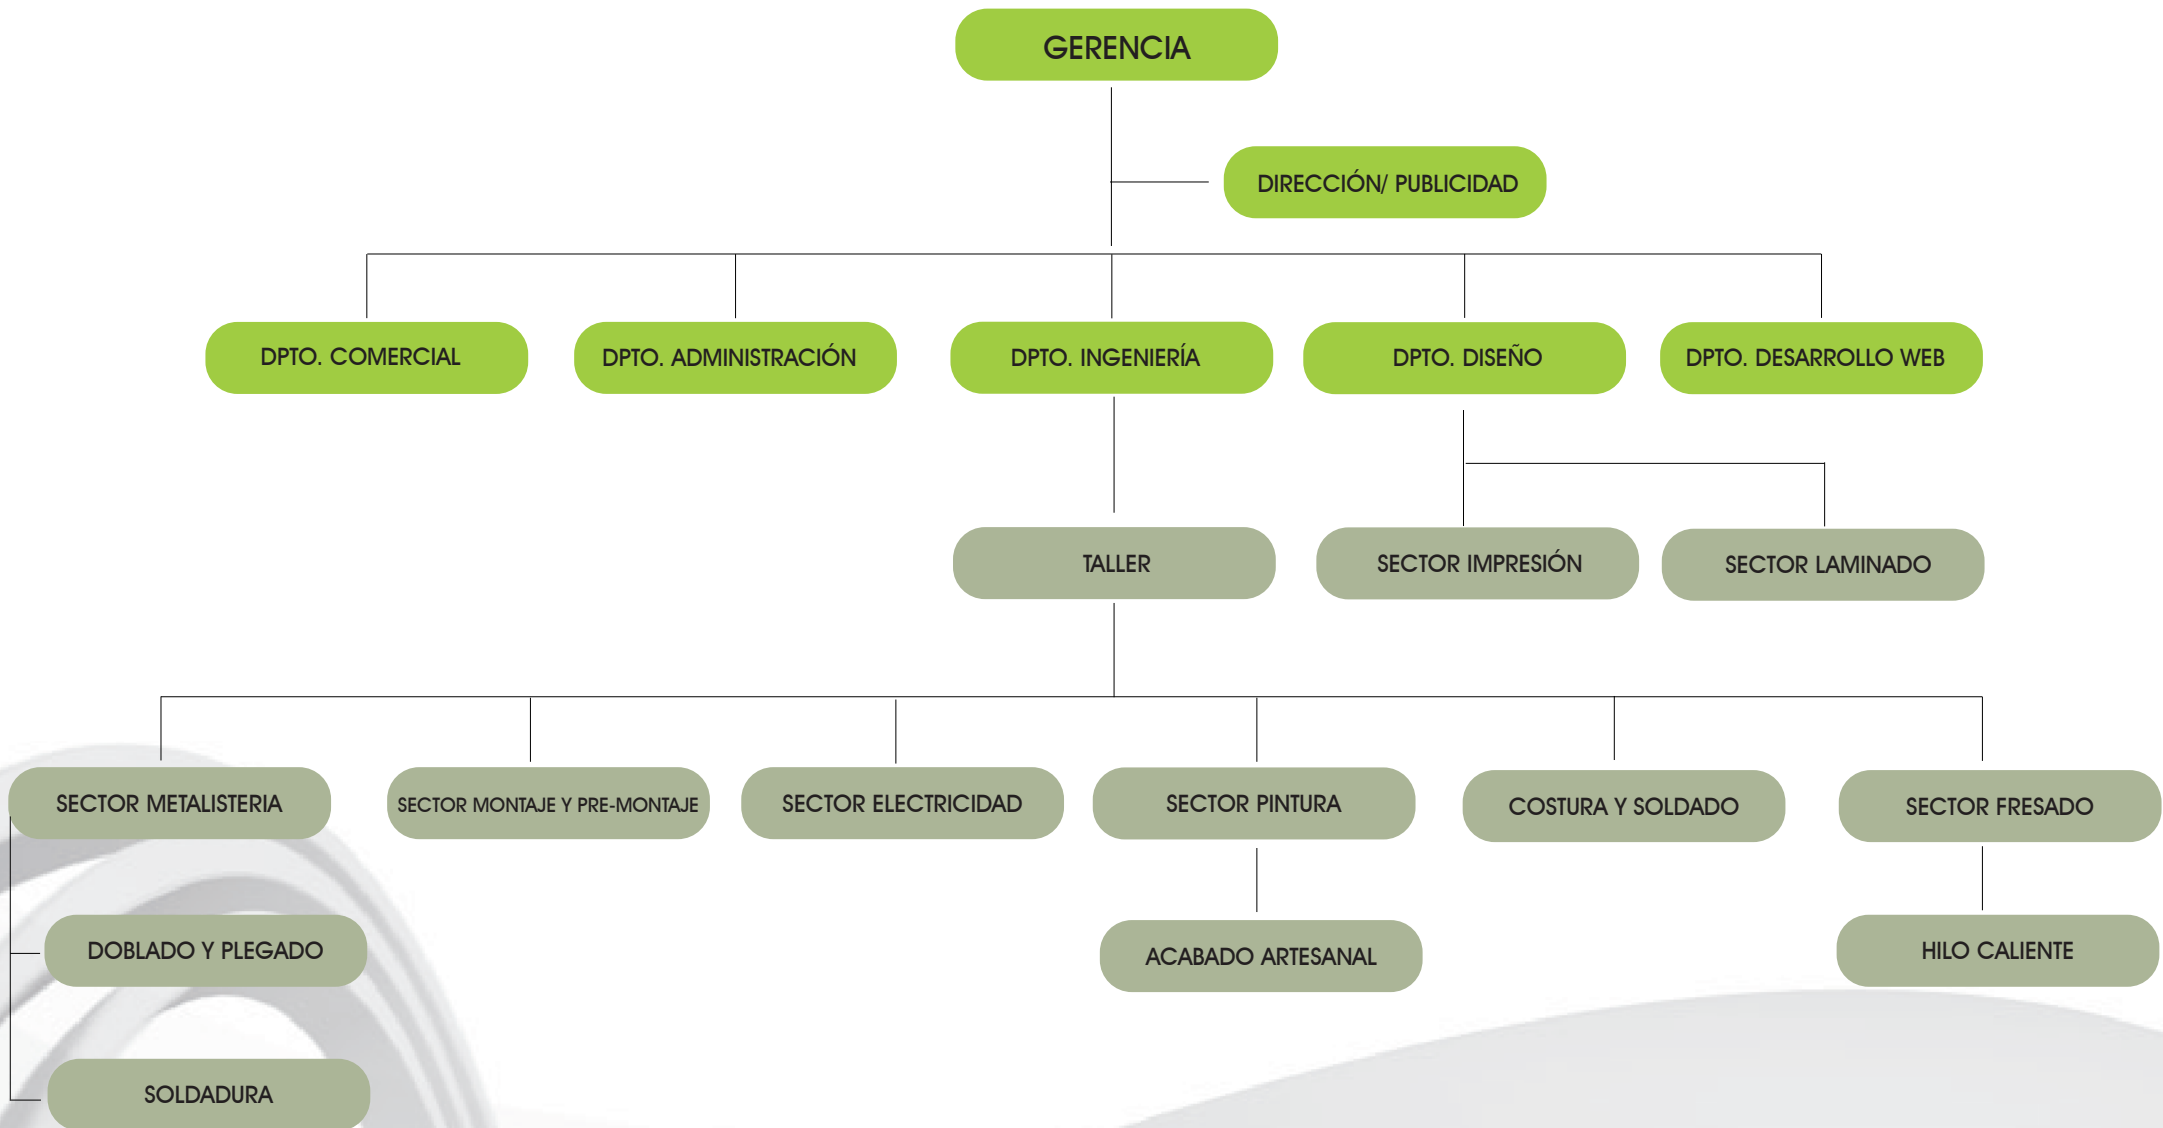 GERENCIA
DIRECCIÓN/ PUBLICIDAD
DPTO. COMERCIAL
DPTO. ADMINISTRACIÓN
DPTO. INGENIERÍA
DPTO. DISEÑO
DPTO. DESARROLLO WEB
TALLER
SECTOR IMPRESIÓN
SECTOR LAMINADO
SECTOR METALISTERIA
SECTOR MONTAJE Y PRE-MONTAJE
SECTOR ELECTRICIDAD
SECTOR PINTURA
COSTURA Y SOLDADO
SECTOR FRESADO
DOBLADO Y PLEGADO
ACABADO ARTESANAL
HILO CALIENTE
SOLDADURA